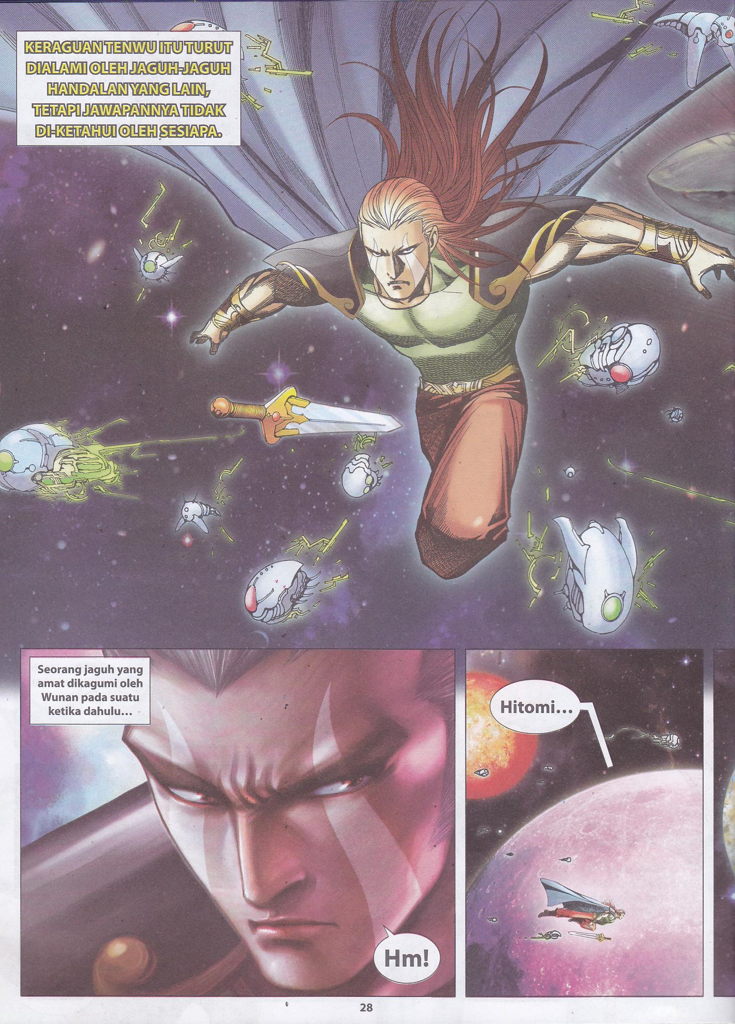 KERAGUAN TENWU ITU TURUT
DIALAMI OLEH JAGUH-JAGUH
HANDALAN YANG LAIN,
TETAPI JAWAPANNYA TIDAK
DI-KETAHUI OLEH SESIAPA.
Seorang jaguh yang
amat dikagumi oleh
Wunan pada suatu
ketika dahulu...
Hm!
Hitomi...
28